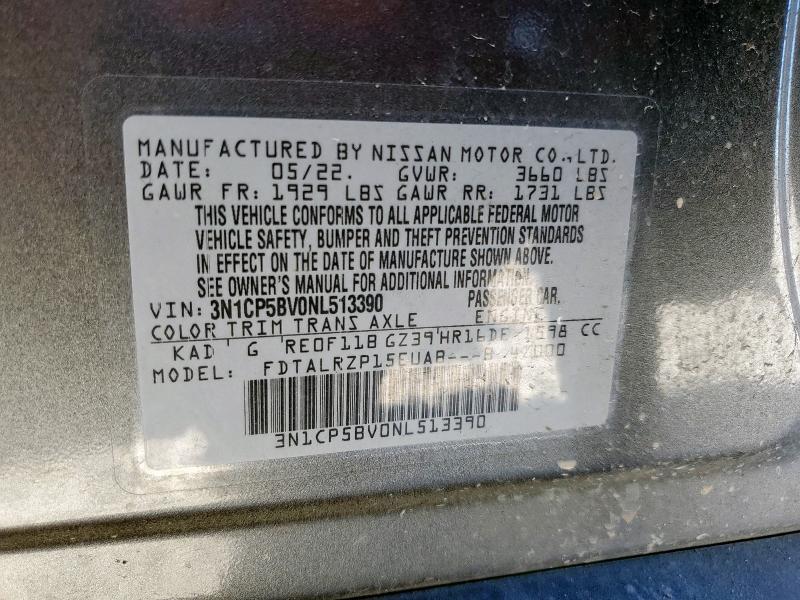 MANUFACTURED BY NISSAN MOTOR CO.,LTD.
DATE: 05/22. GVWR: 3660 LBS
GAWR FR: 1929 LBS GAWR RR: 1731 LBS
THIS VEHICLE CONFORMS TO ALL APPLICABLE FEDERAL MOTOR
VEHICLE SAFETY, BUMPER AND THEFT PREVENTION STANDARDS
IN EFFECT ON THE DATE OF MANUFACTURE SHOWN ABOVE.
SEE OWNER'S MANUAL FOR ADDITIONAL INFORMATION.
VIN: 3N1CP5BV0NL513390 PASSENGER CAR.
COLOR TRIM TRANS AXLE ENGINE
KAD G RE0F11B GZ39 HR16DE 1598 CC
MODEL:
3N1CP5BV0NL513390